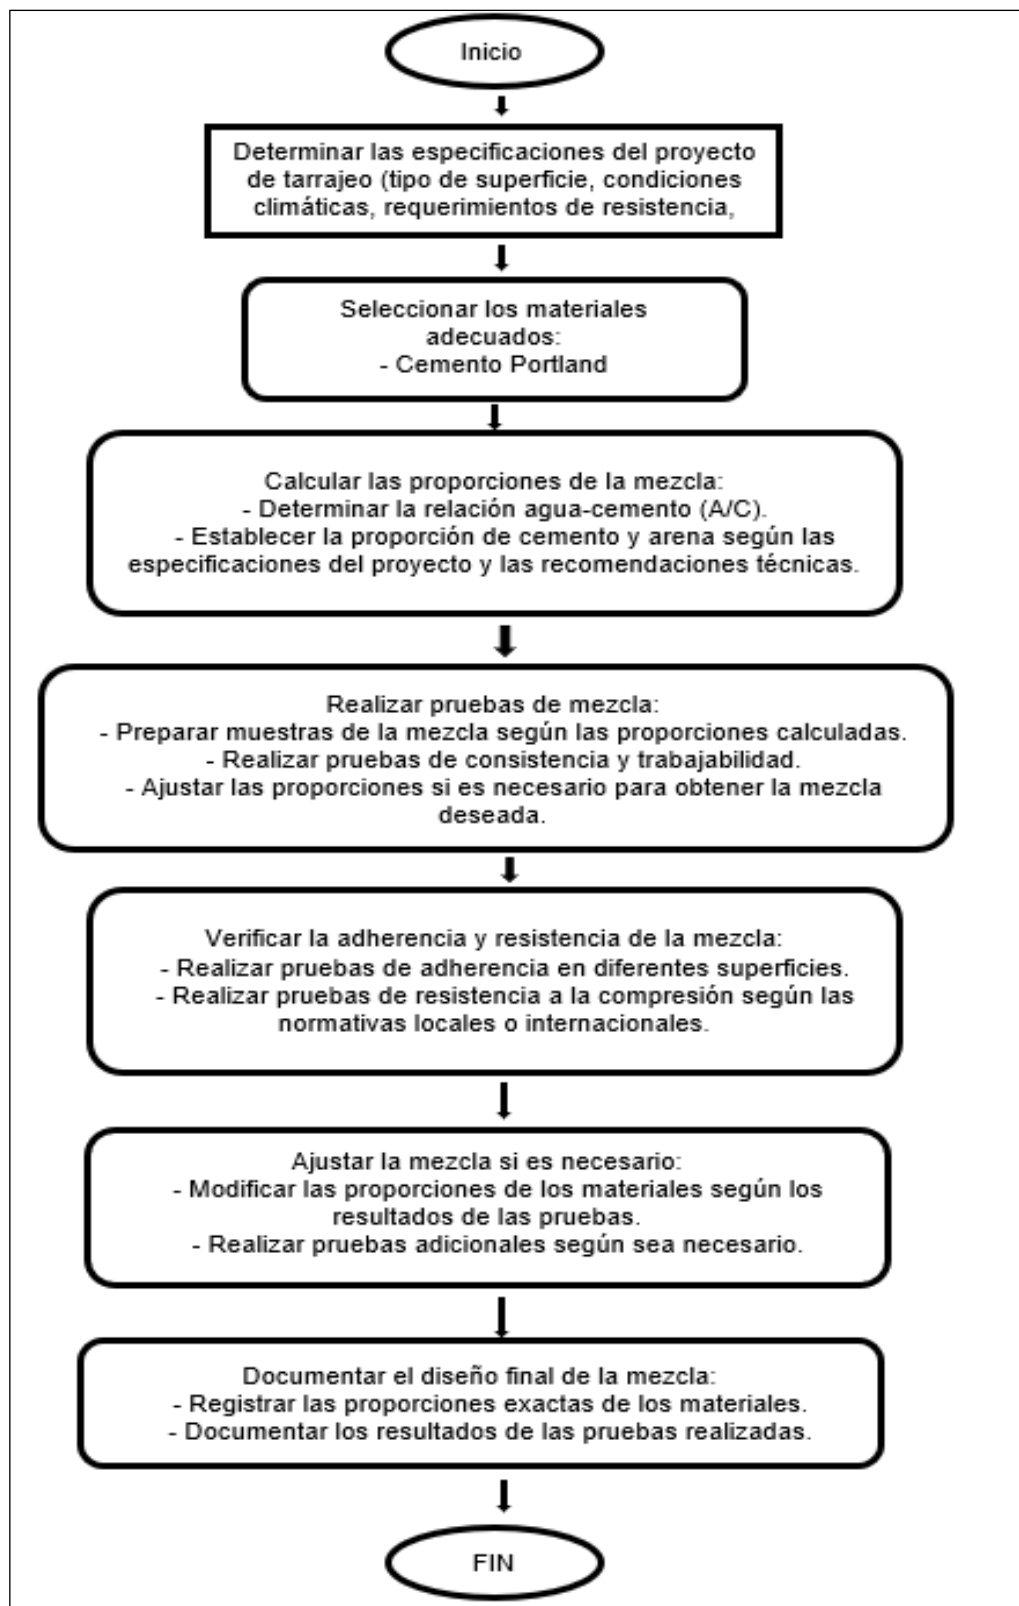 Inicio
Determinar las especificaciones del proyecto
de tarrajeo (tipo de superficie, condiciones
climáticas, requerimientos de resistencia,
Seleccionar los materiales
adecuados:
- Cemento Portland
Calcular las proporciones de la mezcla:
- Determinar la relación agua-cemento (A/C).
- Establecer la proporción de cemento y arena según las
especificaciones del proyecto y las recomendaciones técnicas.
Realizar pruebas de mezcla:
- Preparar muestras de la mezcla según las proporciones calculadas.
- Realizar pruebas de consistencia y trabajabilidad.
- Ajustar las proporciones si es necesario para obtener la mezcla
deseada.
Verificar la adherencia y resistencia de la mezcla:
- Realizar pruebas de adherencia en diferentes superficies.
- Realizar pruebas de resistencia a la compresión según las
normativas locales o internacionales.
Ajustar la mezcla si es necesario:
- Modificar las proporciones de los materiales según los
resultados de las pruebas.
- Realizar pruebas adicionales según sea necesario.
Documentar el diseño final de la mezcla:
- Registrar las proporciones exactas de los materiales.
- Documentar los resultados de las pruebas realizadas.
FIN